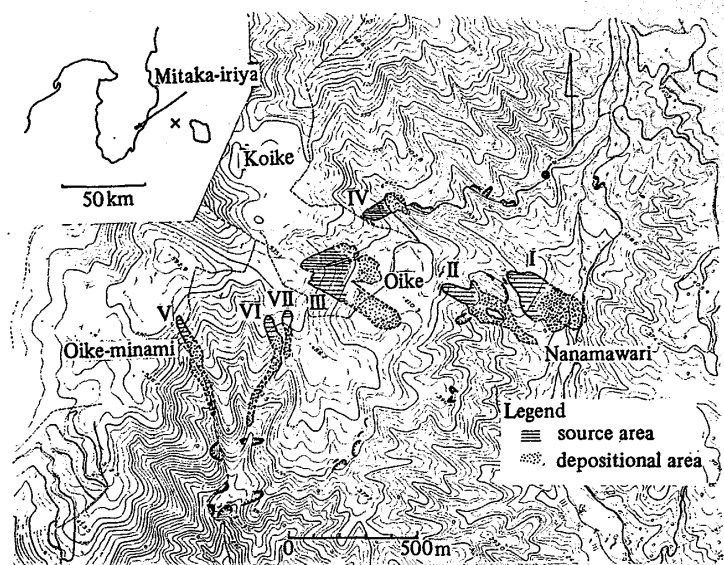 Mitaka-iriya
×
50 km
Koike
IV
Oike
II
I
III
V
VI
VII
Oike-minami
Nanamawari
Legend
source area
depositional area
0
500 m